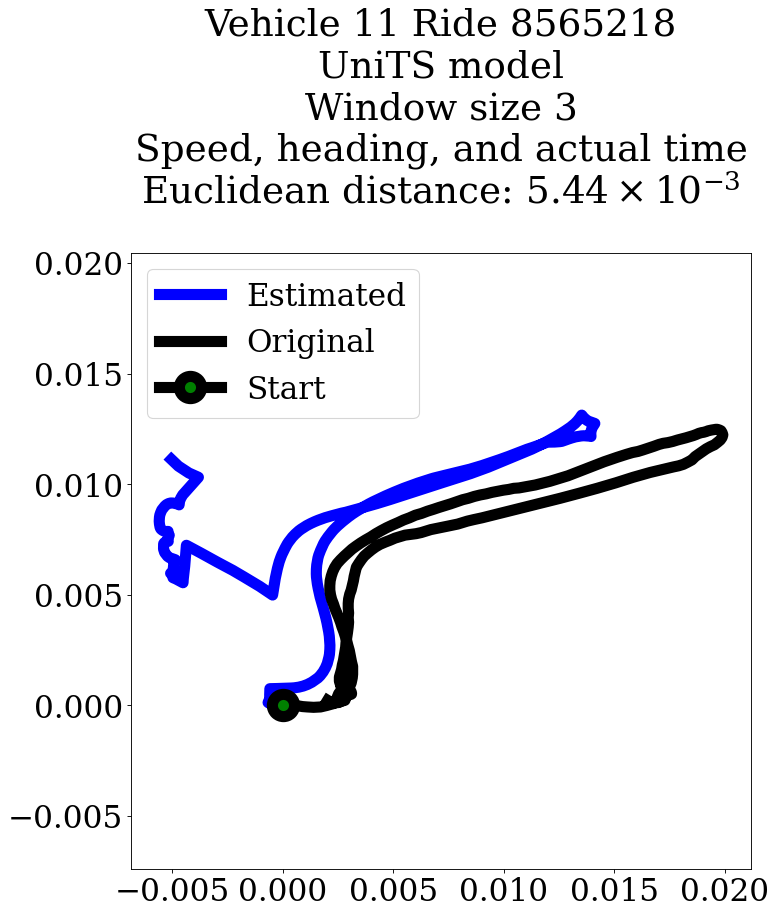 Vehicle 11 Ride 8565218
UniTS model
Window size 3
Speed, heading, and actual time
Euclidean distance: 5.44 × 10⁻³
0.020
Estimated
0.015
Original
Start
0.010
0.005
0.000
−0.005
−0.005 0.000 0.005 0.010 0.015 0.020